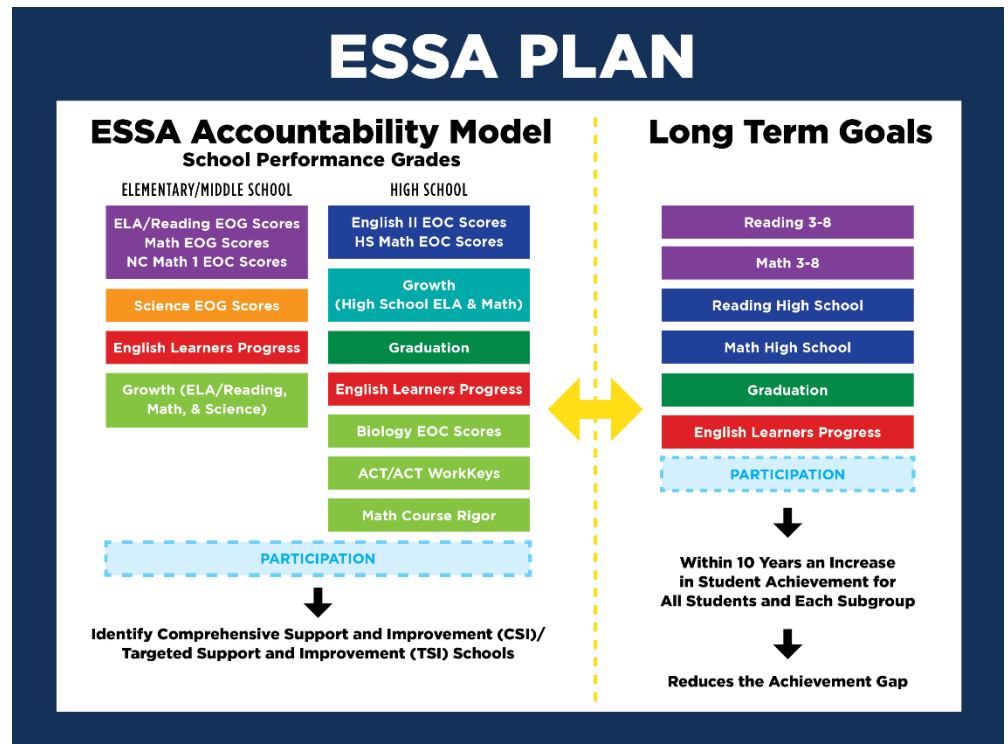 ESSA PLAN
ESSA Accountability Model
School Performance Grades
ELEMENTARY/MIDDLE SCHOOL
ELA/Reading EOG Scores
Math EOG Scores
NC Math 1 EOC Scores
Science EOG Scores
English Learners Progress
Growth (ELA/Reading,
Math, & Science)
HIGH SCHOOL
English II EOC Scores
HS Math EOC Scores
Growth
(High School ELA & Math)
Graduation
English Learners Progress
Biology EOC Scores
ACT/ACT WorkKeys
Math Course Rigor
PARTICIPATION
Identify Comprehensive Support and Improvement (CSI)/
Targeted Support and Improvement (TSI) Schools
Long Term Goals
Reading 3-8
Math 3-8
Reading High School
Math High School
Graduation
English Learners Progress
PARTICIPATION
Within 10 Years an Increase
in Student Achievement for
All Students and Each Subgroup
Reduces the Achievement Gap